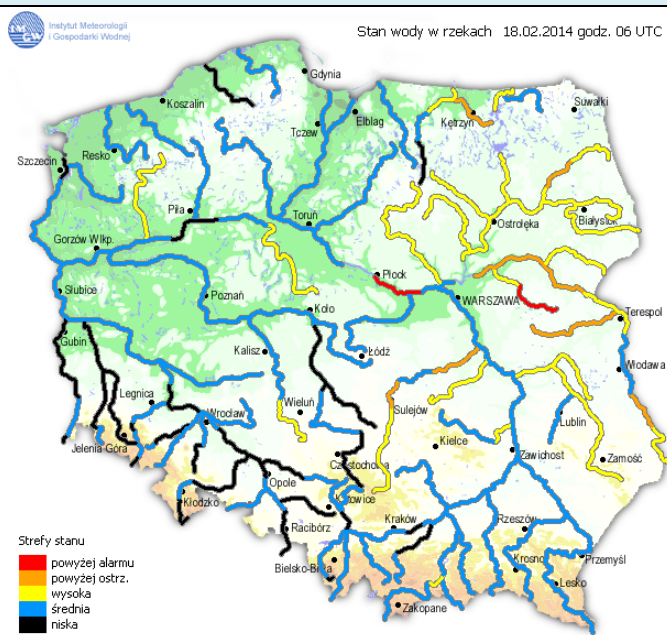 Instytut Meteorologii
i Gospodarki Wodnej
Stan wody w rzekach 18.02.2014 godz. 06 UTC
Gdynia
Koszalin
Suwałki
Tczew
Elbląg
Kętrzyn
Szczecin
Resko
Piła
Toruń
Ostrołęka
Białystok
Gorzów Wlkp.
Płock
Słubice
Poznań
Koło
WARSZAWA
Terespol
Gubin
Kalisz
Łódź
Włodawa
Legnica
Wieluń
Sulejów
Wrocław
Lublin
Jelenia Góra
Kielce
Zawichost
Zamość
Częstochowa
Opole
Kłodzko
Katowice
Racibórz
Kraków
Rzeszów
Krosno
Przemyśl
Bielsko-Biała
Lesko
Zakopane
Strefy stanu
powyżej alarmu
powyżej ostrz.
wysoka
średnia
niska